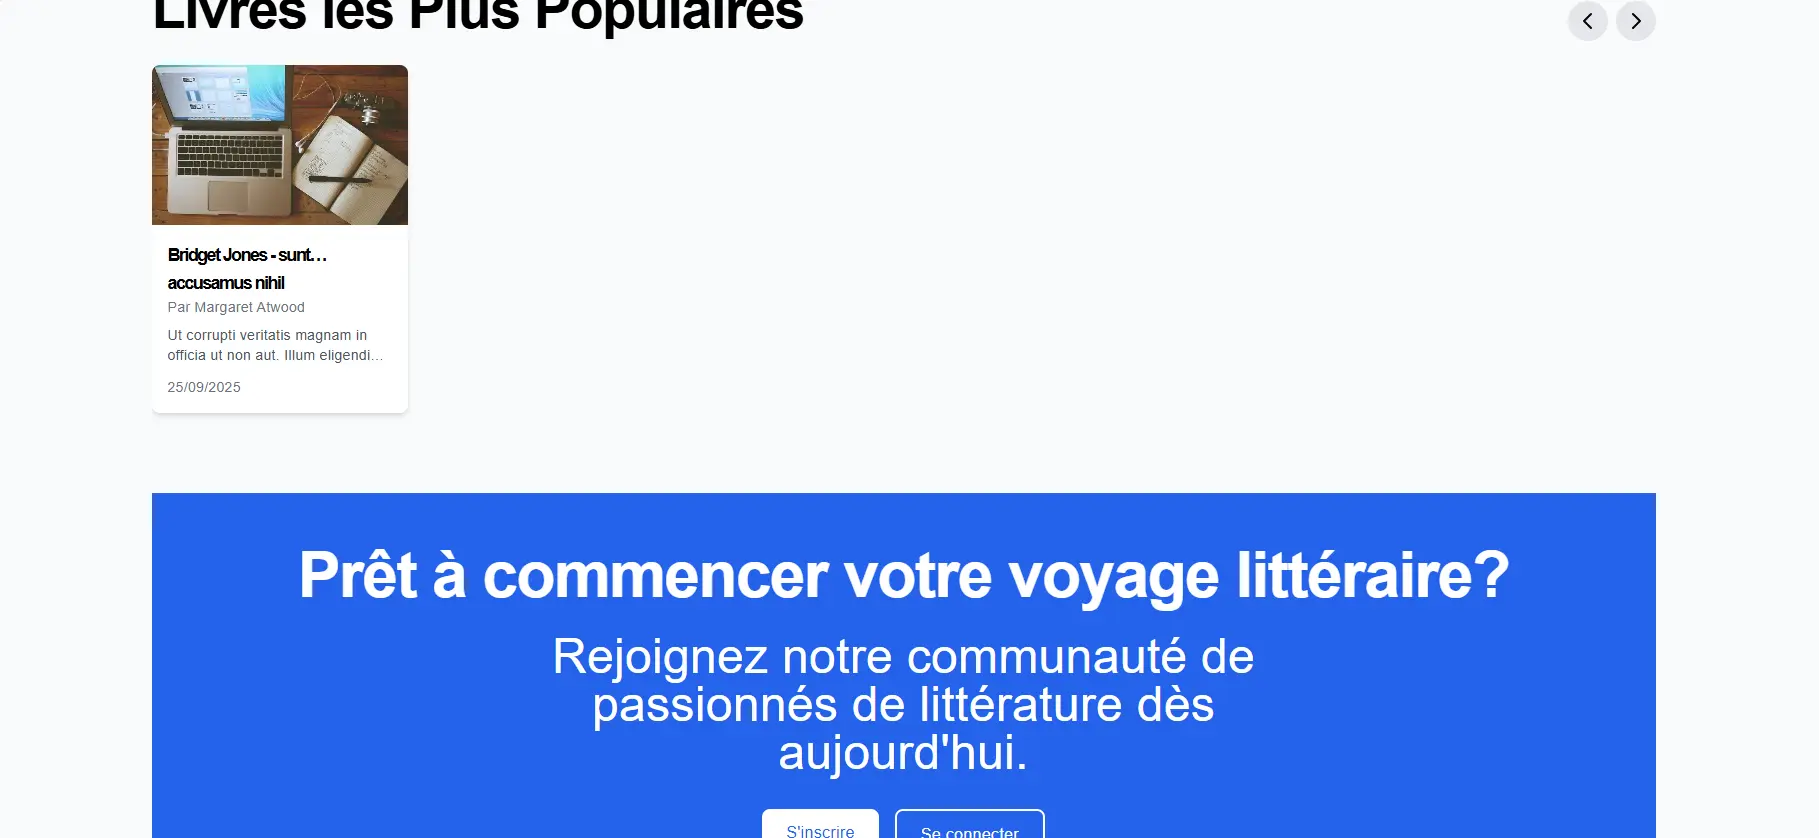 Livres les Plus Populaires
Bridget Jones - sunt…
accusamus nihil
Par Margaret Atwood
Ut corrupti veritatis magnam in
officia ut non aut. Illum eligendi…
25/09/2025
Prêt à commencer votre voyage littéraire?
Rejoignez notre communauté de
passionnés de littérature dès
aujourd'hui.
S'inscrire
Se connecter